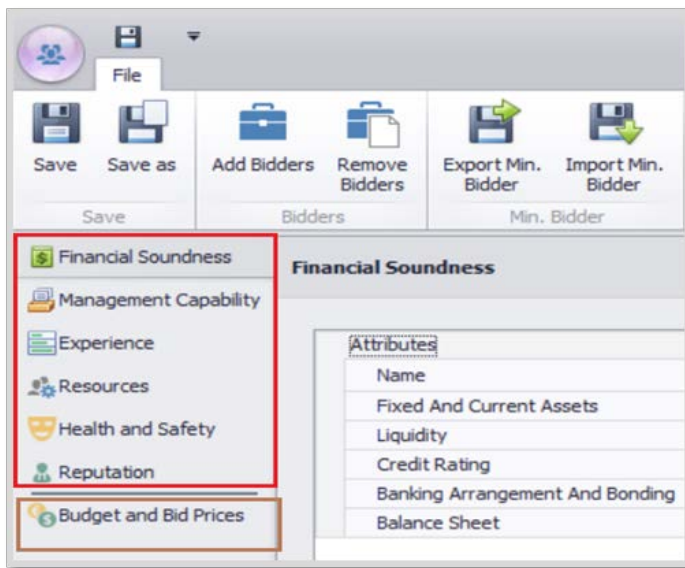 File
Save
Save as
Add Bidders
Remove
Bidders
Export Min.
Bidder
Import Min.
Bidder
Save
Bidders
Min. Bidder
Financial Soundness
Management Capability
Experience
Resources
Health and Safety
Reputation
Budget and Bid Prices
Financial Soundness
Attributes
Name
Fixed And Current Assets
Liquidity
Credit Rating
Banking Arrangement And Bonding
Balance Sheet